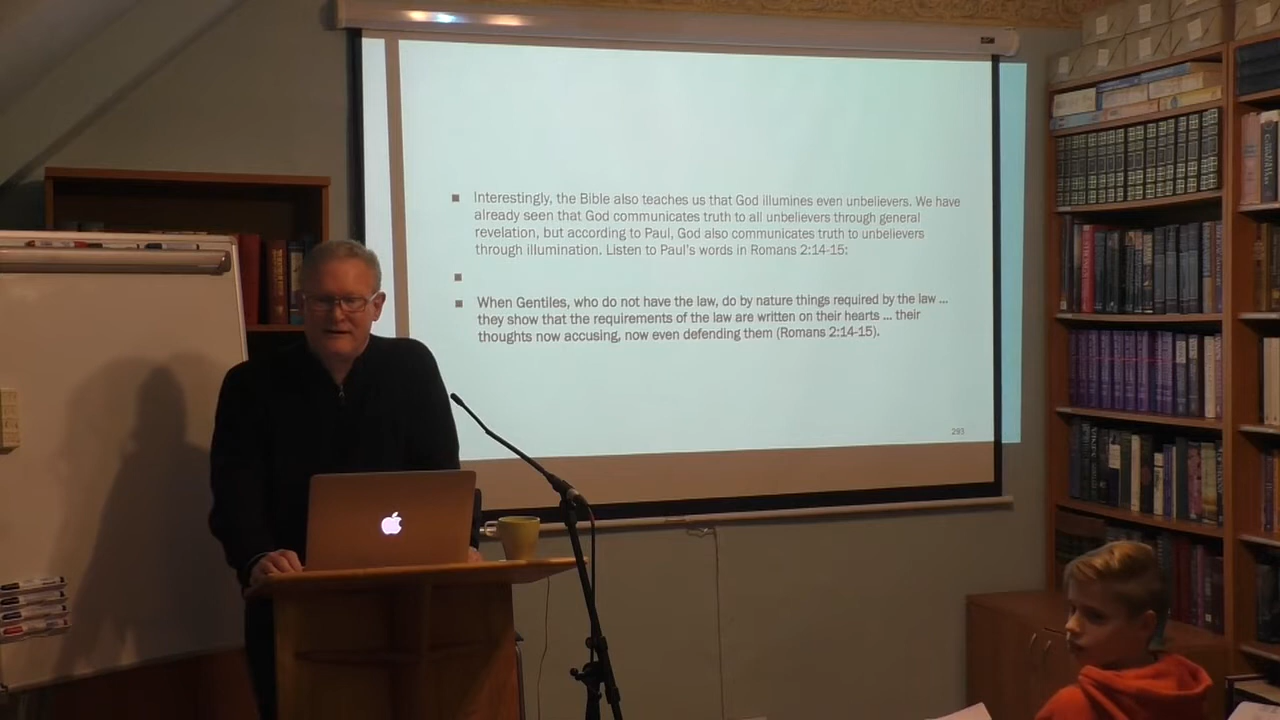 Interestingly, the Bible also teaches us that God illumines even unbelievers. We have
already seen that God communicates truth to all unbelievers through general
revelation, but according to Paul, God also communicates truth to unbelievers
through illumination. Listen to Paul's words in Romans 2:14-15:
When Gentiles, who do not have the law, do by nature things required by the law ...
they show that the requirements of the law are written on their hearts ... their
thoughts now accusing, now even defending them (Romans 2:14-15).
293